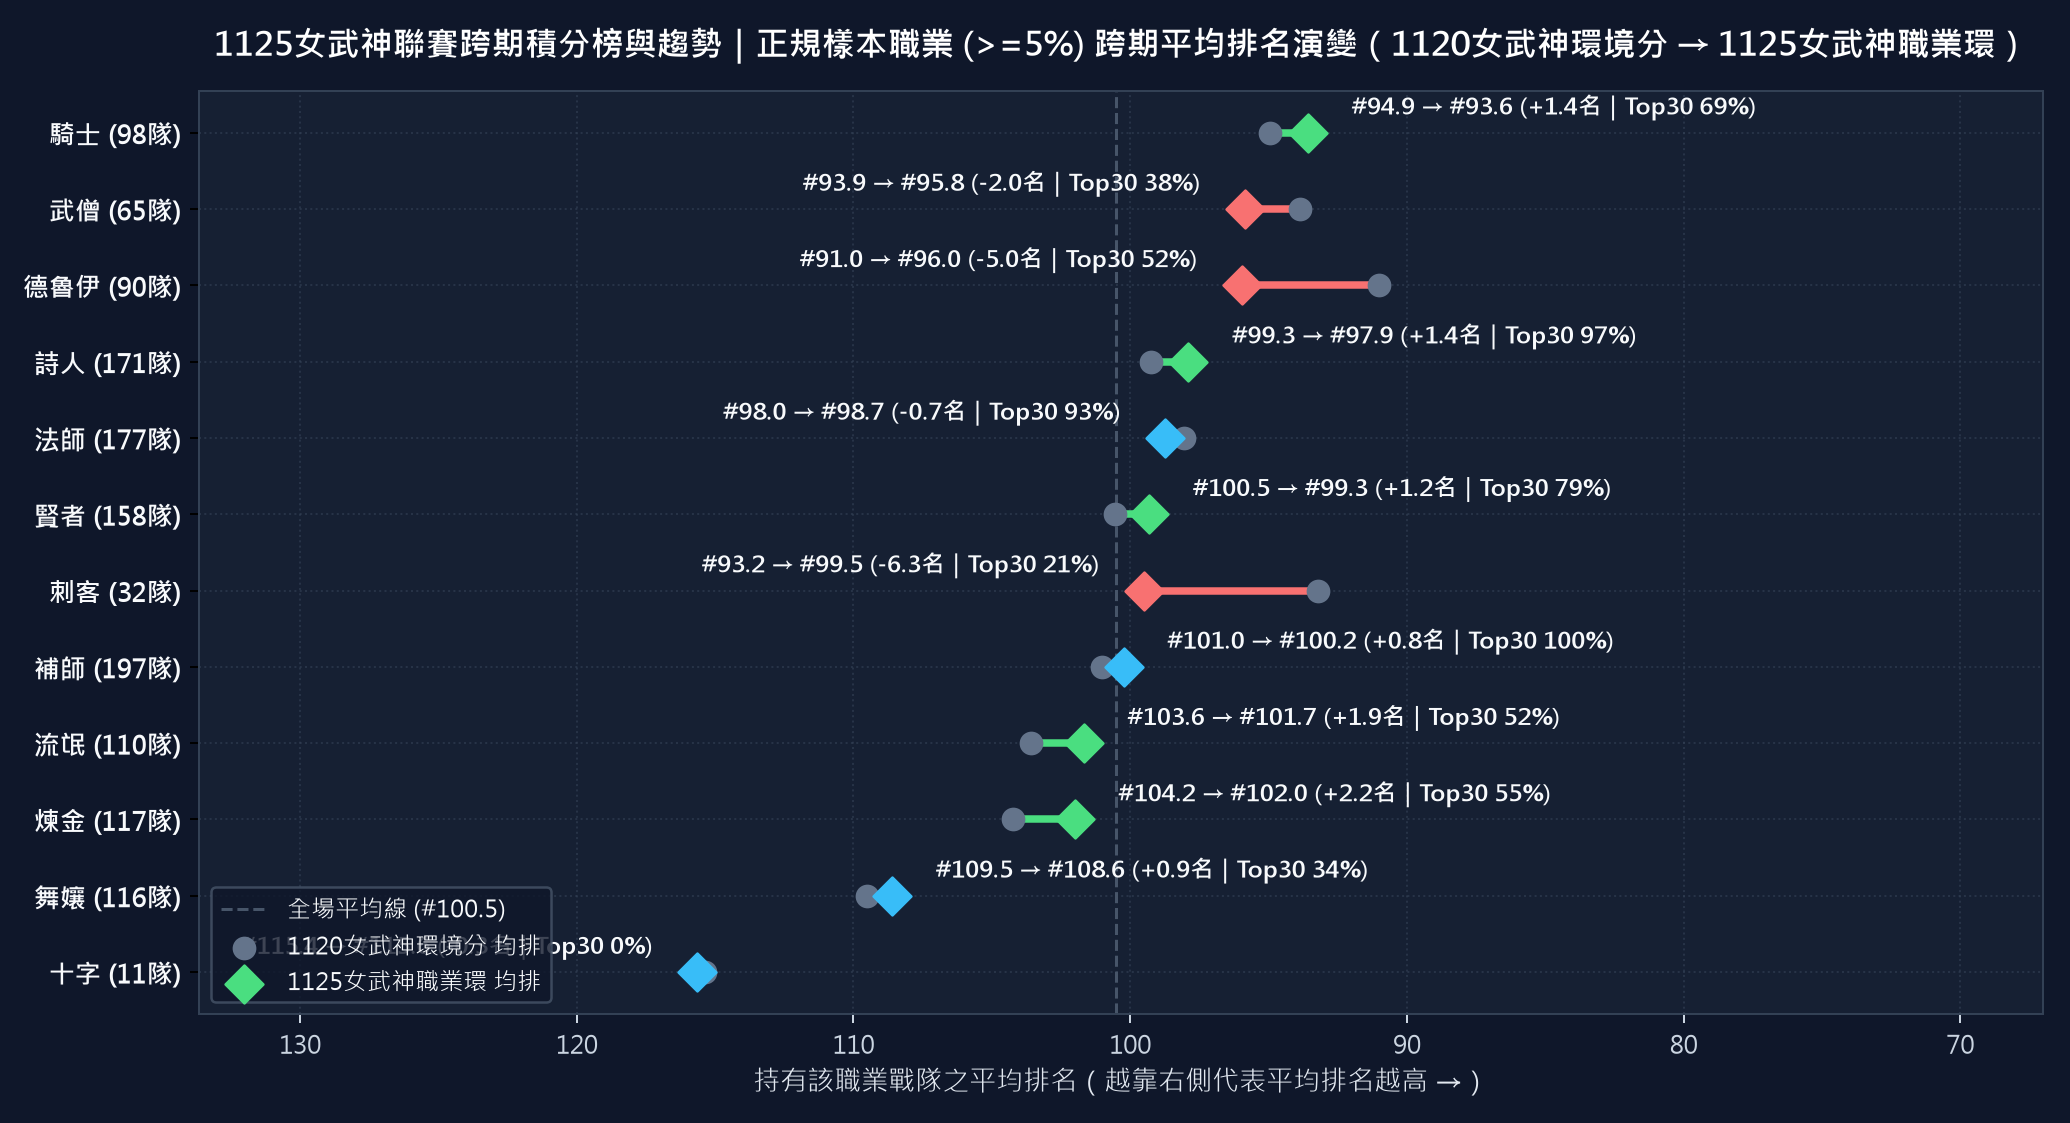 1125女武神聯賽跨期積分榜與趨勢 | 正規樣本職業 (>=5%) 跨期平均排名演變 ( 1120女武神環境分 → 1125女武神職業環 )
騎士 (98隊)
#94.9 → #93.6 (+1.4名 | Top30 69%)
武僧 (65隊)
#93.9 → #95.8 (-2.0名 | Top30 38%)
德魯伊 (90隊)
#91.0 → #96.0 (-5.0名 | Top30 52%)
詩人 (171隊)
#99.3 → #97.9 (+1.4名 | Top30 97%)
法師 (177隊)
#98.0 → #98.7 (-0.7名 | Top30 93%)
賢者 (158隊)
#100.5 → #99.3 (+1.2名 | Top30 79%)
刺客 (32隊)
#93.2 → #99.5 (-6.3名 | Top30 21%)
補師 (197隊)
#101.0 → #100.2 (+0.8名 | Top30 100%)
流氓 (110隊)
#103.6 → #101.7 (+1.9名 | Top30 52%)
煉金 (117隊)
#104.2 → #102.0 (+2.2名 | Top30 55%)
舞孃 (116隊)
#109.5 → #108.6 (+0.9名 | Top30 34%)
十字 (11隊)
Top30 0%)
全場平均線 (#100.5)
1120女武神環境分 均排
1125女武神職業環 均排
130 120 110 100 90 80 70
持有該職業戰隊之平均排名 ( 越靠右側代表平均排名越高 → )